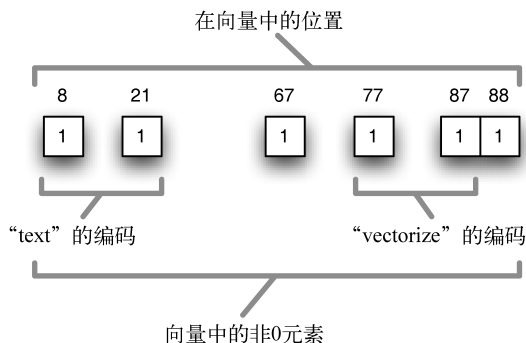 在向量中的位置
8 21 67 77 87 88
1 1 1 1 1 1
“text”的编码 “vectorize”的编码
向量中的非0元素